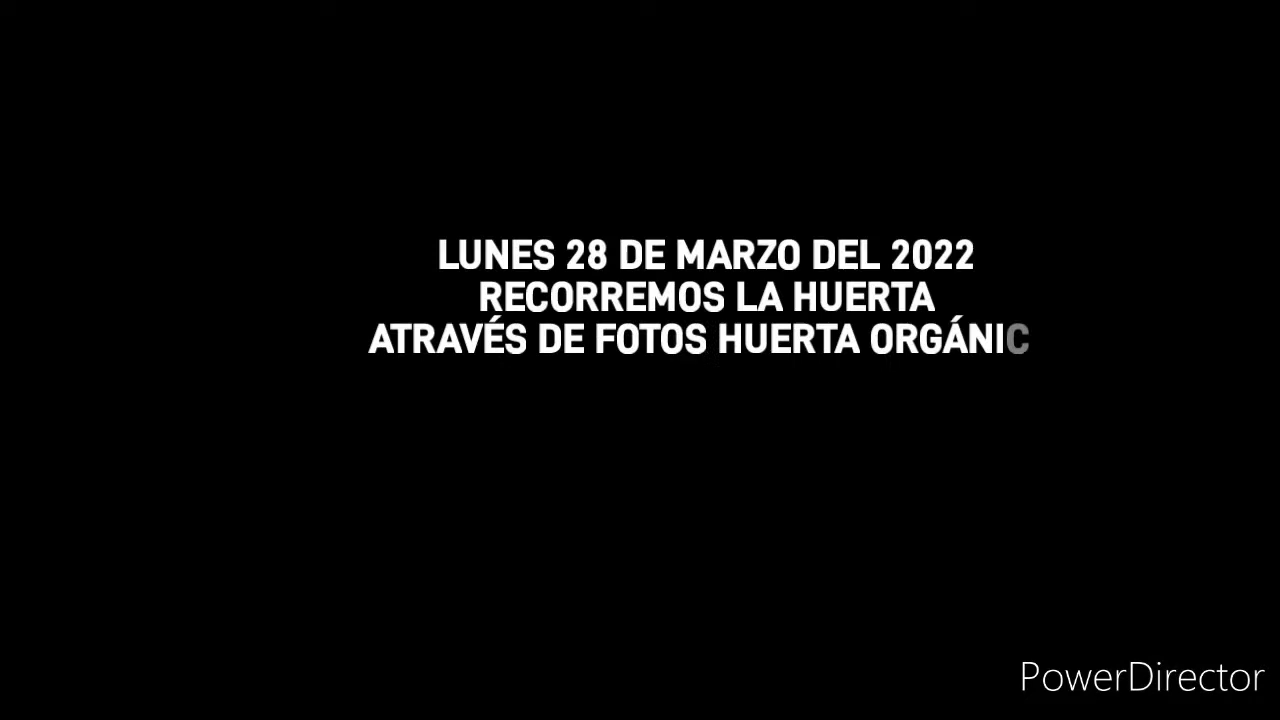 LUNES 28 DE MARZO DEL 2022
RECORREMOS LA HUERTA
ATRAVÉS DE FOTOS HUERTA ORGÁNIC
PowerDirector